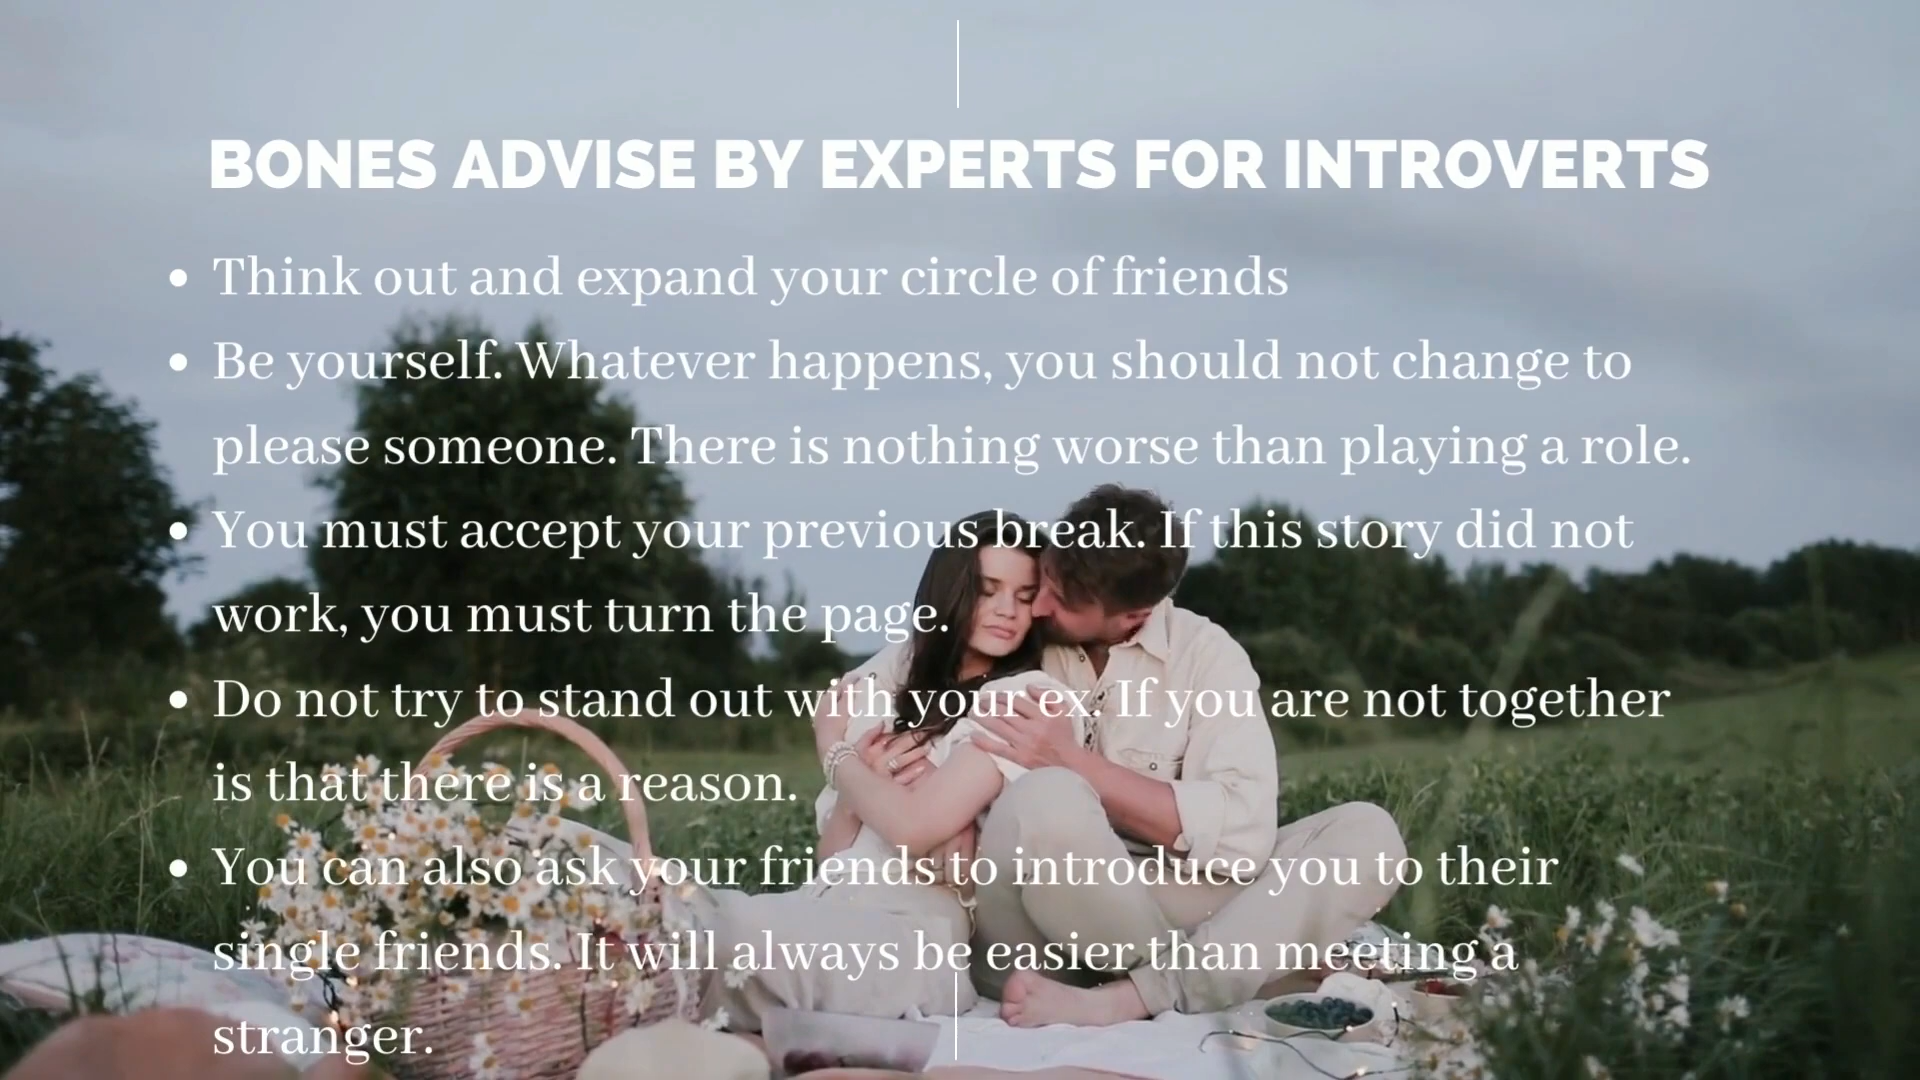 BONES ADVISE BY EXPERTS FOR INTROVERTS
• Think out and expand your circle of friends
• Be yourself. Whatever happens, you should not change to
please someone. There is nothing worse than playing a role.
• You must accept your previous break. If this story did not
work, you must turn the page.
• Do not try to stand out with your ex. If you are not together
is that there is a reason.
• You can also ask your friends to introduce you to their
single friends. It will always be easier than meeting a
stranger.